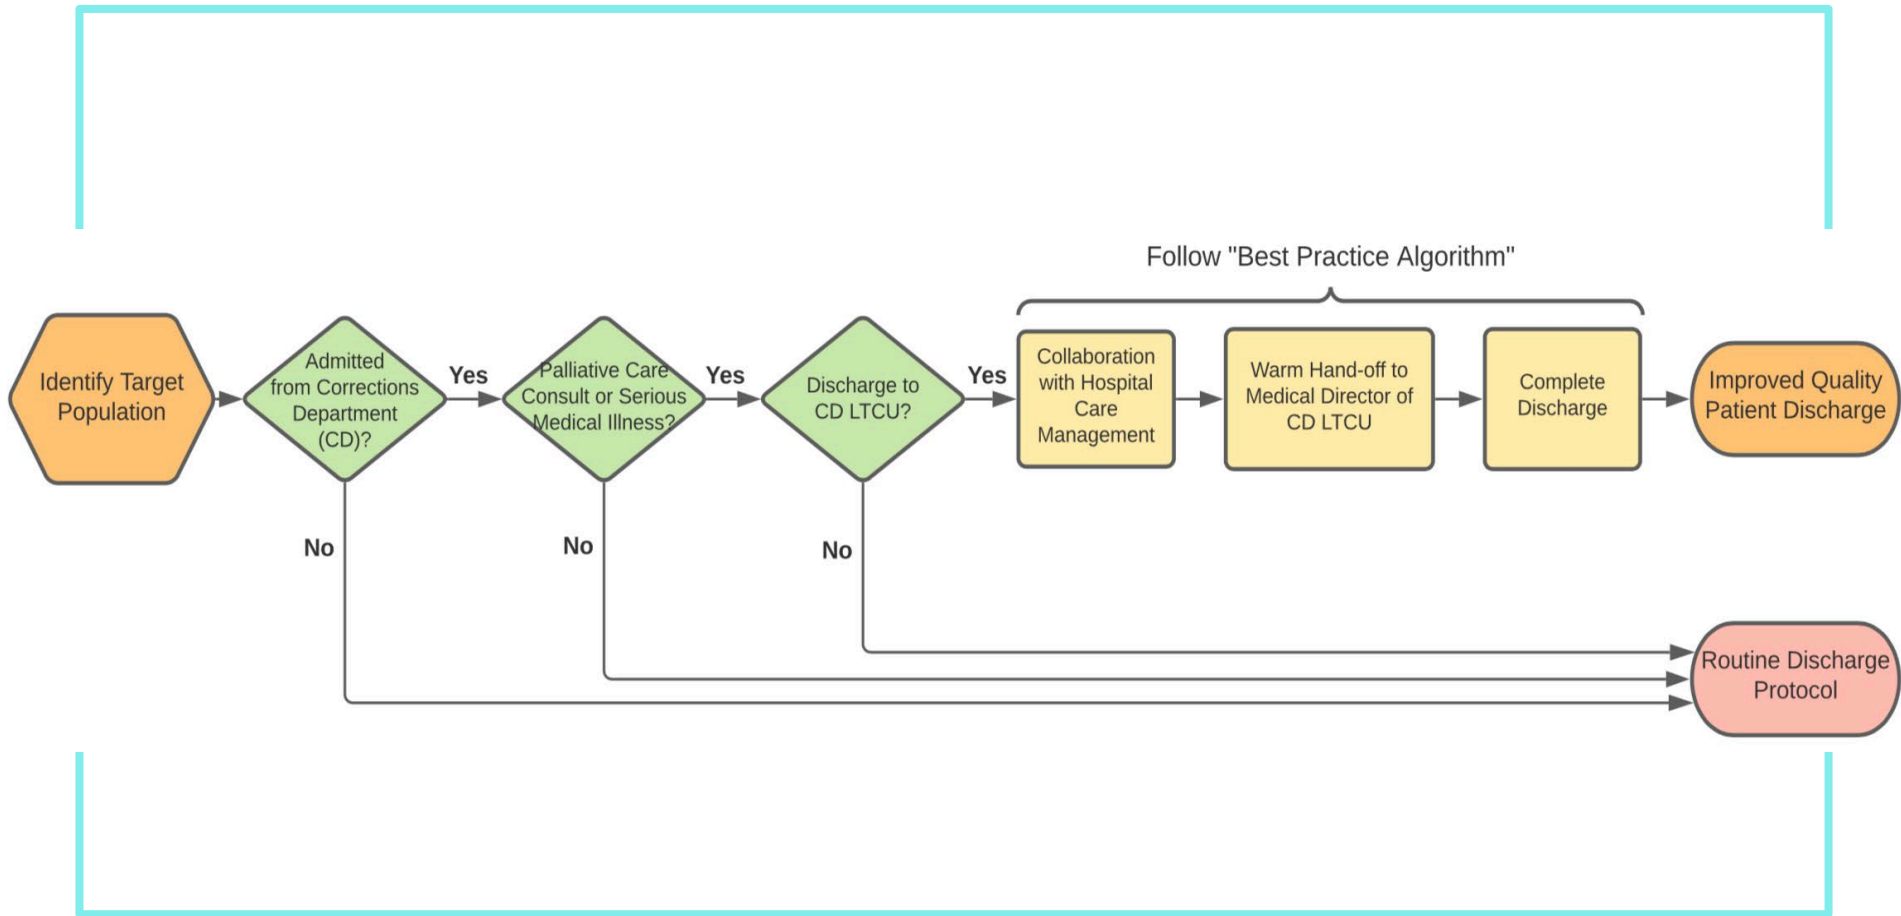 Follow "Best Practice Algorithm"
Identify Target
Population
Admitted
from Corrections
Department
(CD)?
Yes
Palliative Care
Consult or Serious
Medical Illness?
Yes
Discharge to
CD LTCU?
Yes
Collaboration
with Hospital
Care
Management
Warm Hand-off to
Medical Director of
CD LTCU
Complete
Discharge
Improved Quality
Patient Discharge
No
No
No
Routine Discharge
Protocol